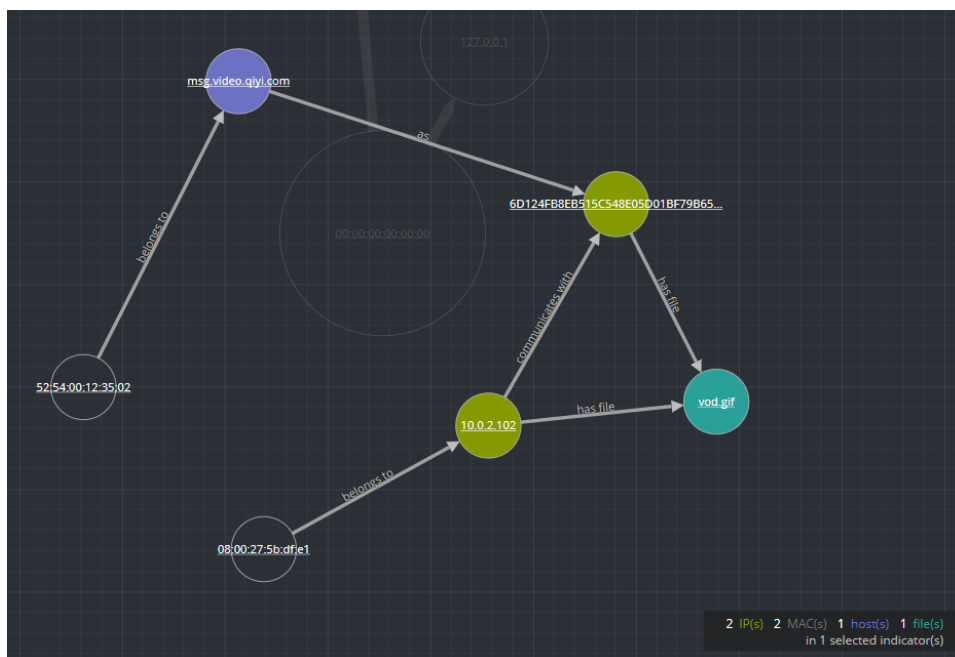 127.0.0.1
msg.video.qiyi.com
as
6D124FB8EB515C548E05D01BF79B65...
belongs to
00:00:00:00:00:00
communicates with
has file
52:54:00:12:35:02
vod.gif
has file
10.0.2.102
belongs to
08:00:27:5b:df:e1
2 IP(s) 2 MAC(s) 1 host(s) 1 file(s)
in 1 selected indicator(s)